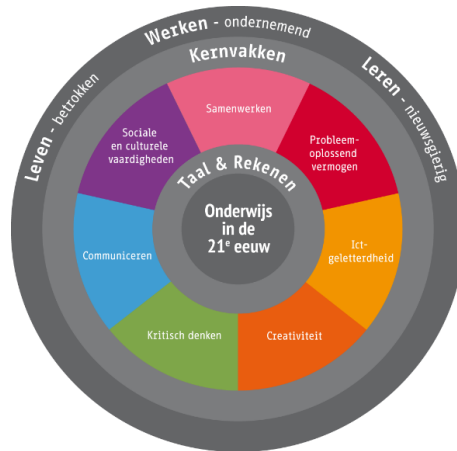 Leven - betrokken
Werken - ondernemend
Leren - nieuwsgierig
Kernvakken
Samenwerken
Probleem-
oplossend
vermogen
Ict-
geletterdheid
Creativiteit
Kritisch denken
Communiceren
Sociale
en culturele
vaardigheden
Taal & Rekenen
Onderwijs
in de
21e eeuw